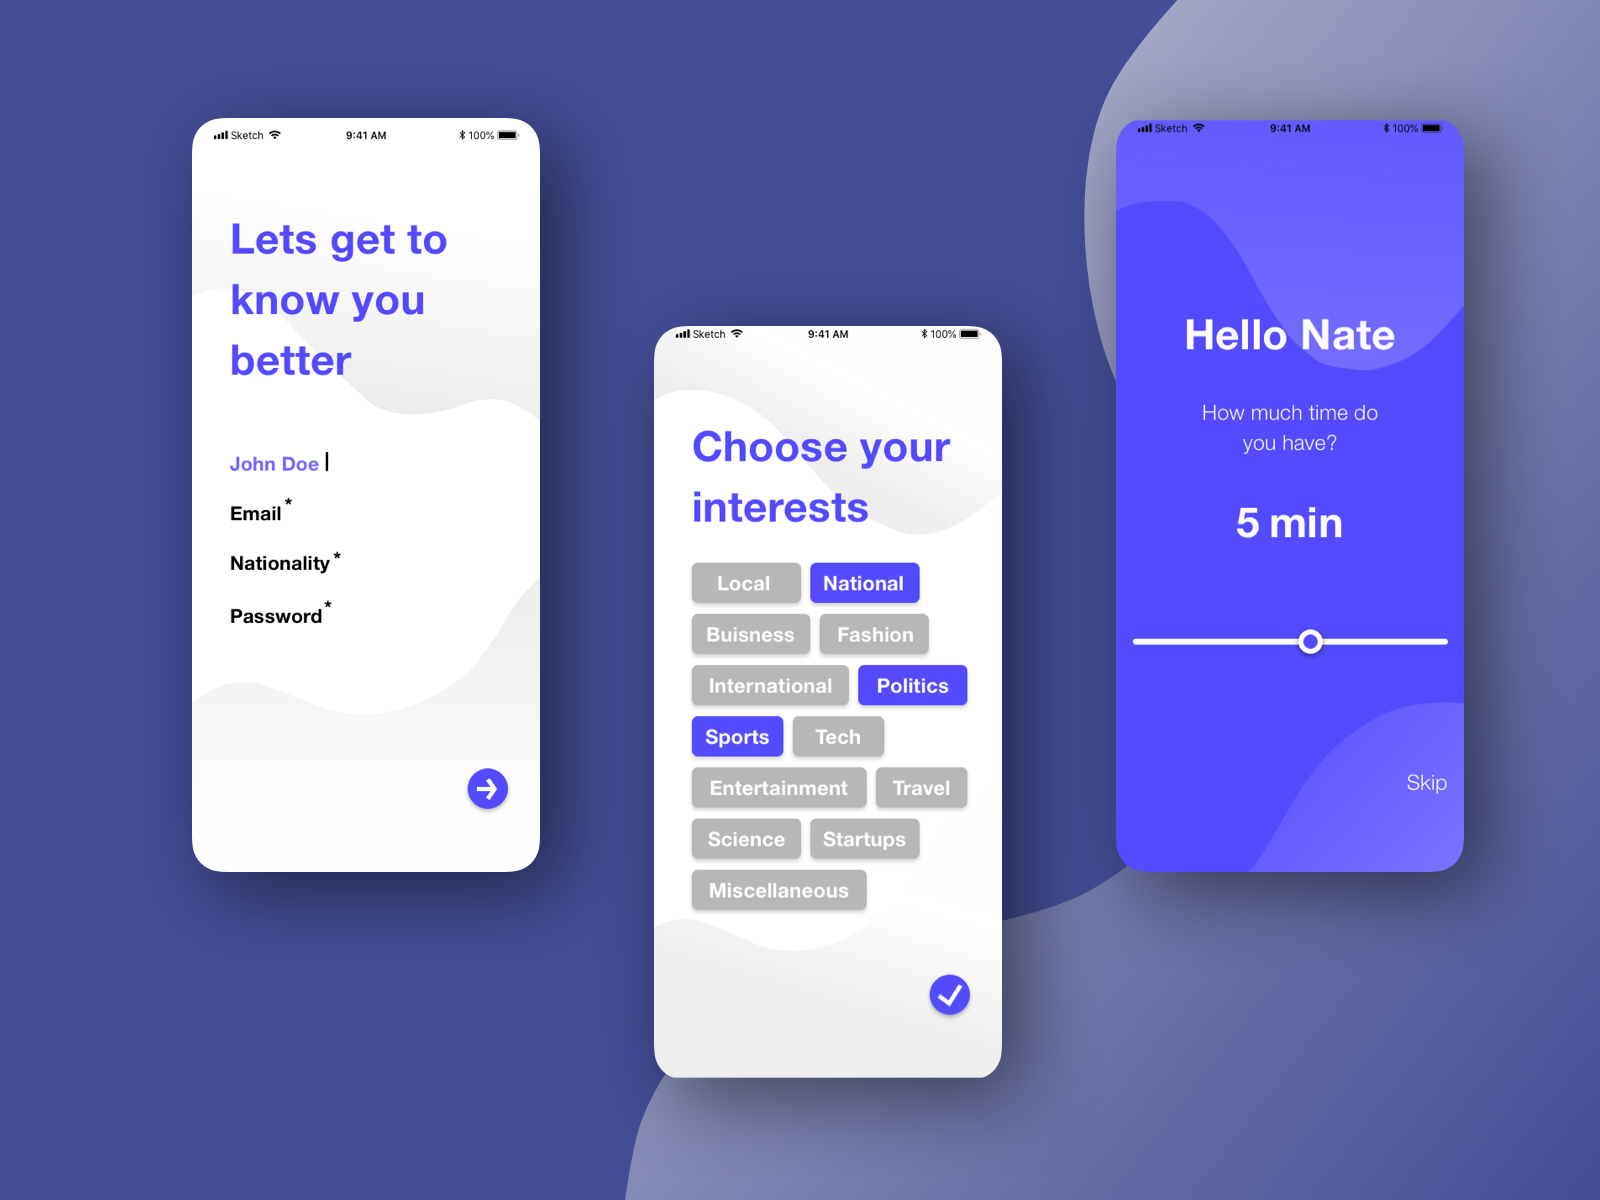 Sketch 9:41 AM 100%
Lets get to
know you
better
John Doe
Email*
Nationality*
Password*
Sketch 9:41 AM 100%
Choose your
interests
Local National
Buisness Fashion
International Politics
Sports Tech
Entertainment Travel
Science Startups
Miscellaneous
Sketch 9:41 AM 100%
Hello Nate
How much time do
you have?
5 min
Skip